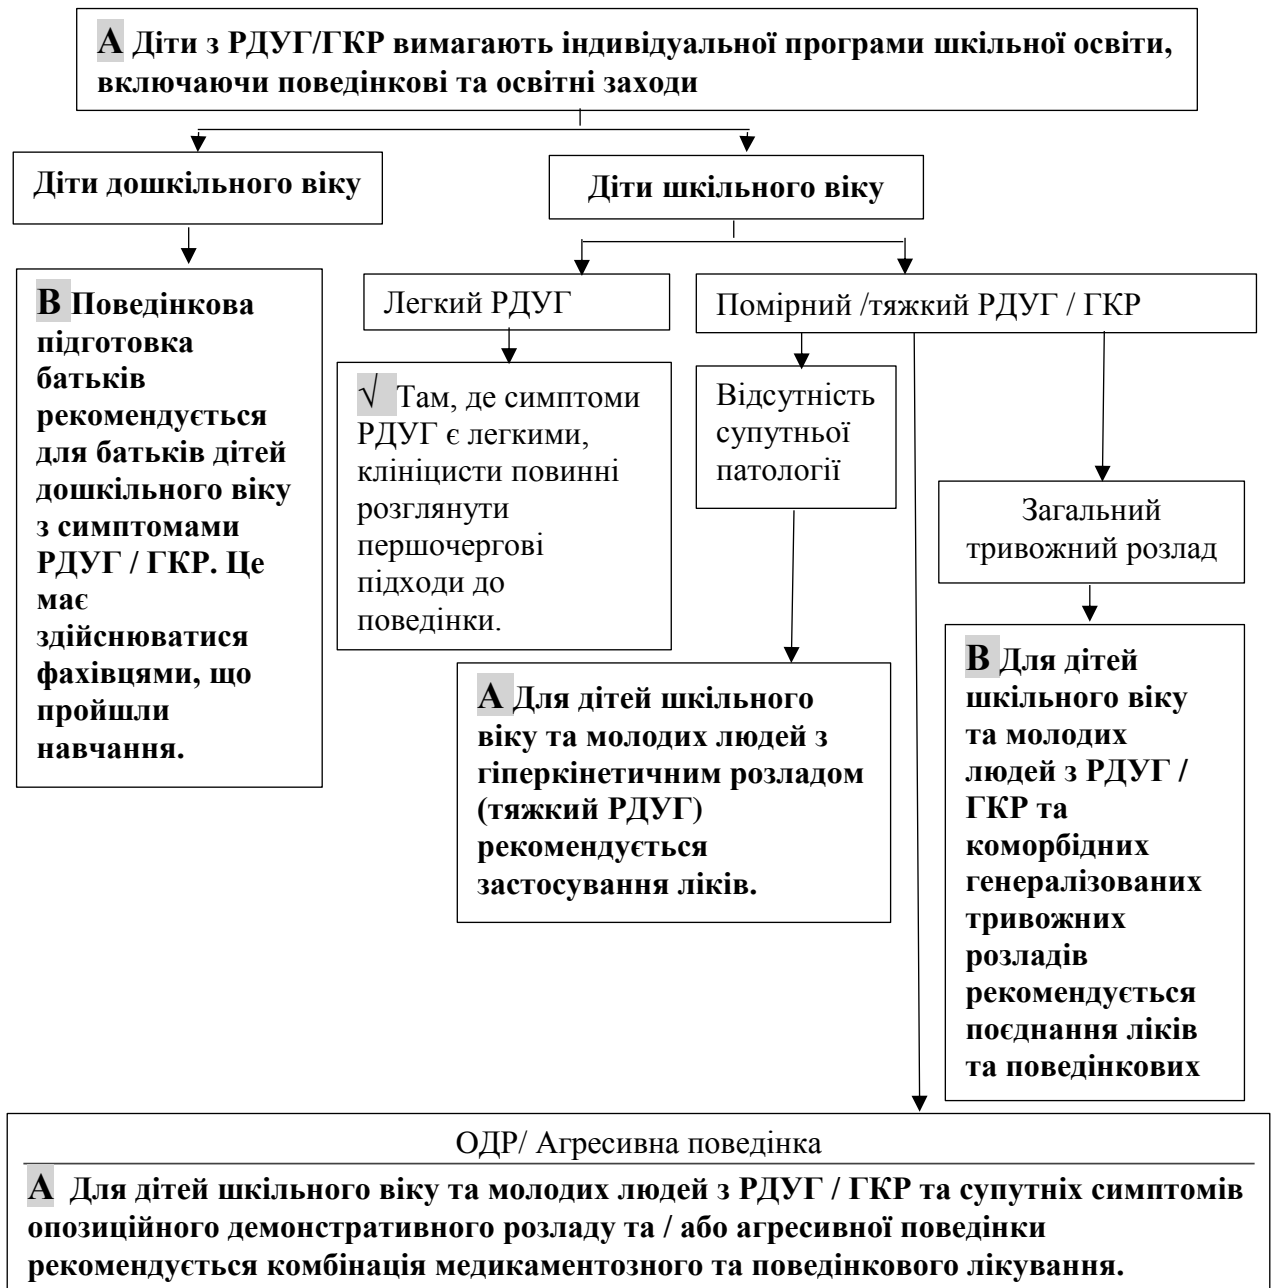 А Діти з РДУГ/ГКР вимагають індивідуальної програми шкільної освіти,
включаючи поведінкові та освітні заходи
Діти дошкільного віку
Діти шкільного віку
В Поведінкова
підготовка
батьків
рекомендується
для батьків дітей
дошкільного віку
з симптомами
РДУГ / ГКР. Це
має
здійснюватися
фахівцями, що
пройшли
навчання.
Легкий РДУГ
√ Там, де симптоми
РДУГ є легкими,
клініцисти повинні
розглянути
першочергові
підходи до
поведінки.
Помірний /тяжкий РДУГ / ГКР
Відсутність
супутньої
патології
А Для дітей шкільного
віку та молодих людей з
гіперкінетичним розладом
(тяжкий РДУГ)
рекомендується
застосування ліків.
Загальний
тривожний розлад
В Для дітей
шкільного віку
та молодих
людей з РДУГ /
ГКР та
коморбідних
генералізованих
тривожних
розладів
рекомендується
поєднання ліків
та поведінкових
ОДР/ Агресивна поведінка
А Для дітей шкільного віку та молодих людей з РДУГ / ГКР та супутніх симптомів
опозиційного демонстративного розладу та / або агресивної поведінки
рекомендується комбінація медикаментозного та поведінкового лікування.